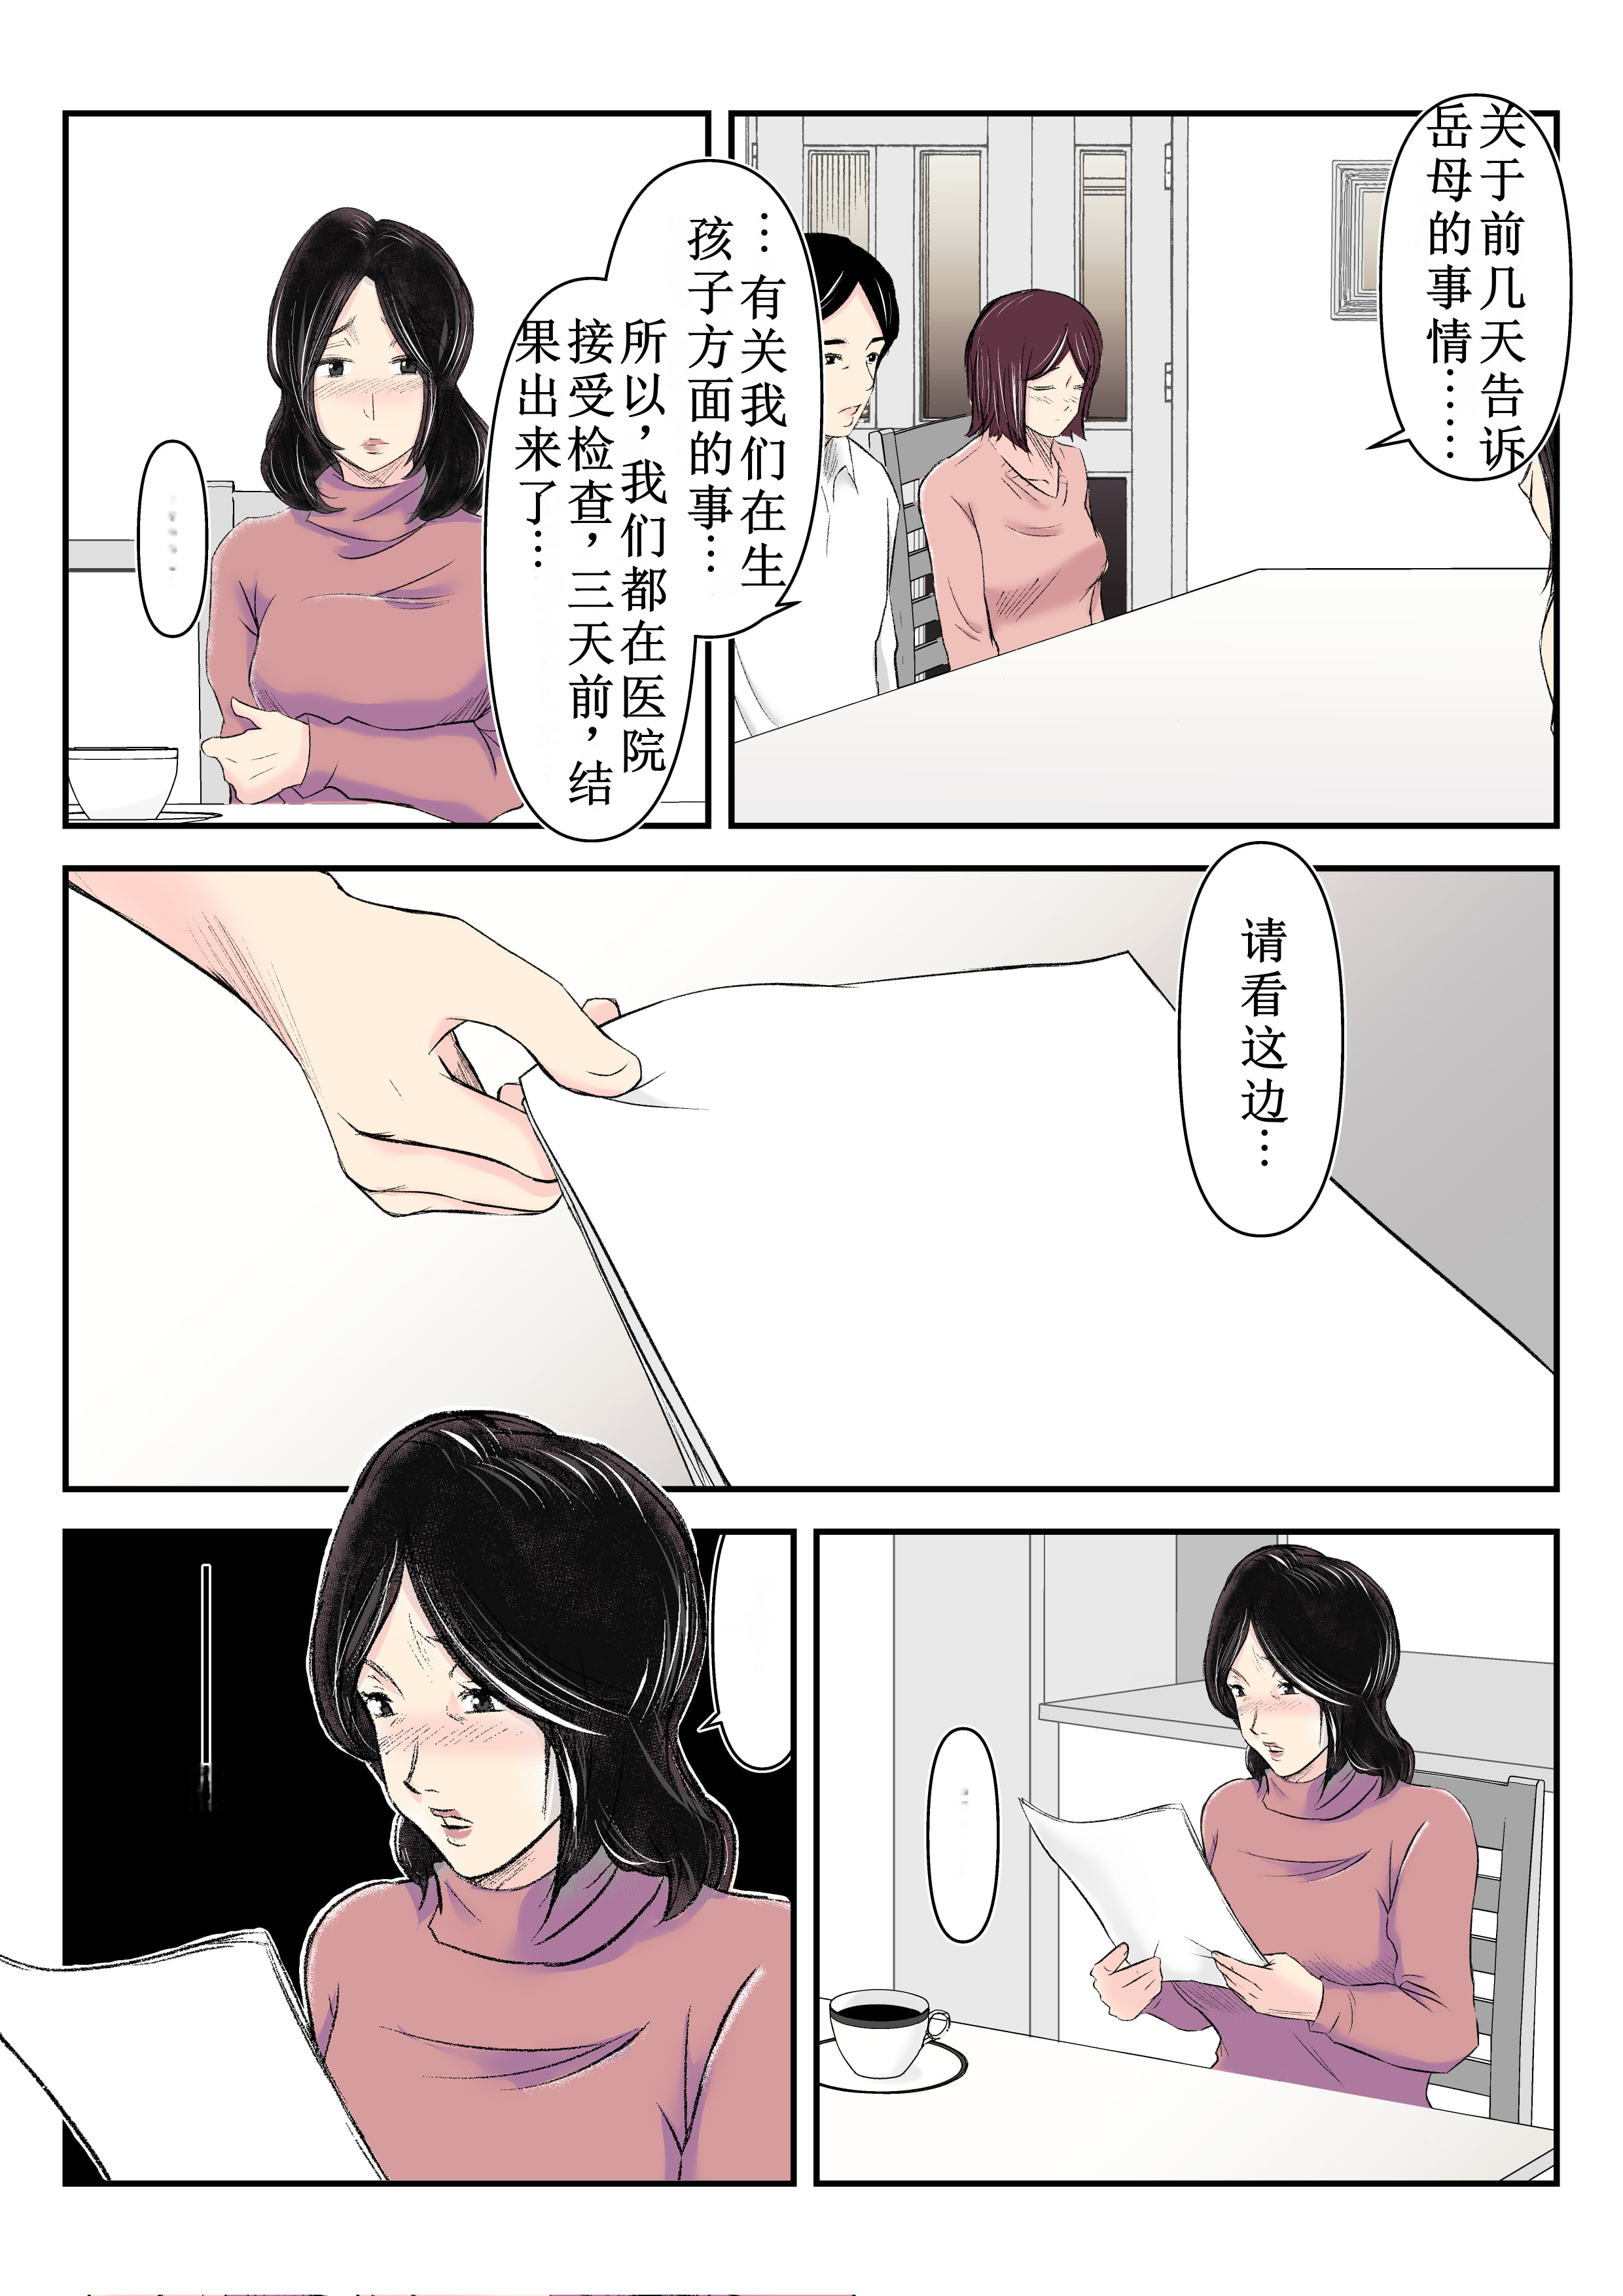 关于前几天告诉
岳母的事情……
…有关我们在生
孩子方面的事…
所以，我们都在医院
接受检查，三天前，结
果出来了…
请看这边…